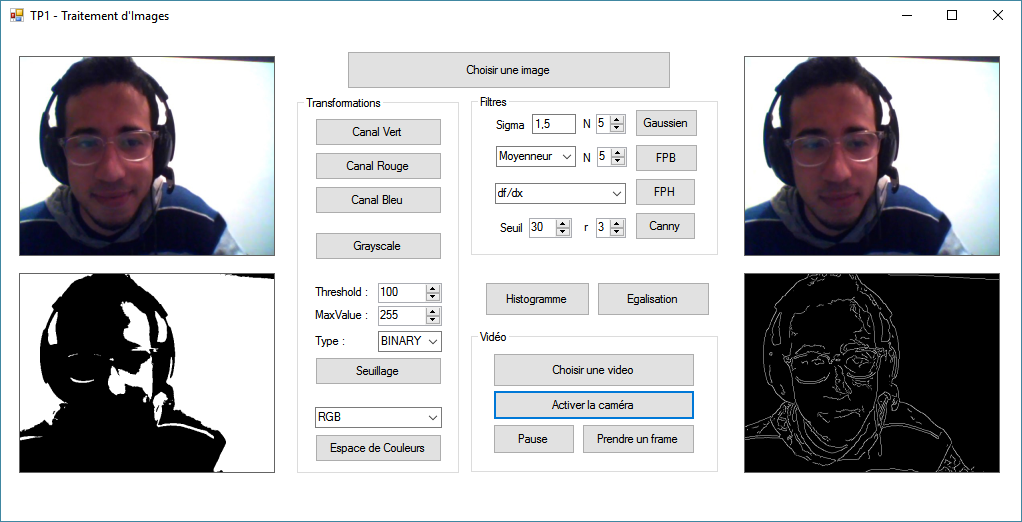 TP1 - Traitement d'Images
Choisir une image
Transformations
Canal Vert
Canal Rouge
Canal Bleu
Grayscale
Threshold : 100
MaxValue : 255
Type : BINARY
Seuillage
RGB
Espace de Couleurs
Filtres
Sigma 1,5 N 5 Gaussien
Moyenneur N 5 FPB
df/dx FPH
Seuil 30 r 3 Canny
Histogramme Egalisation
Vidéo
Choisir une video
Activer la caméra
Pause Prendre un frame